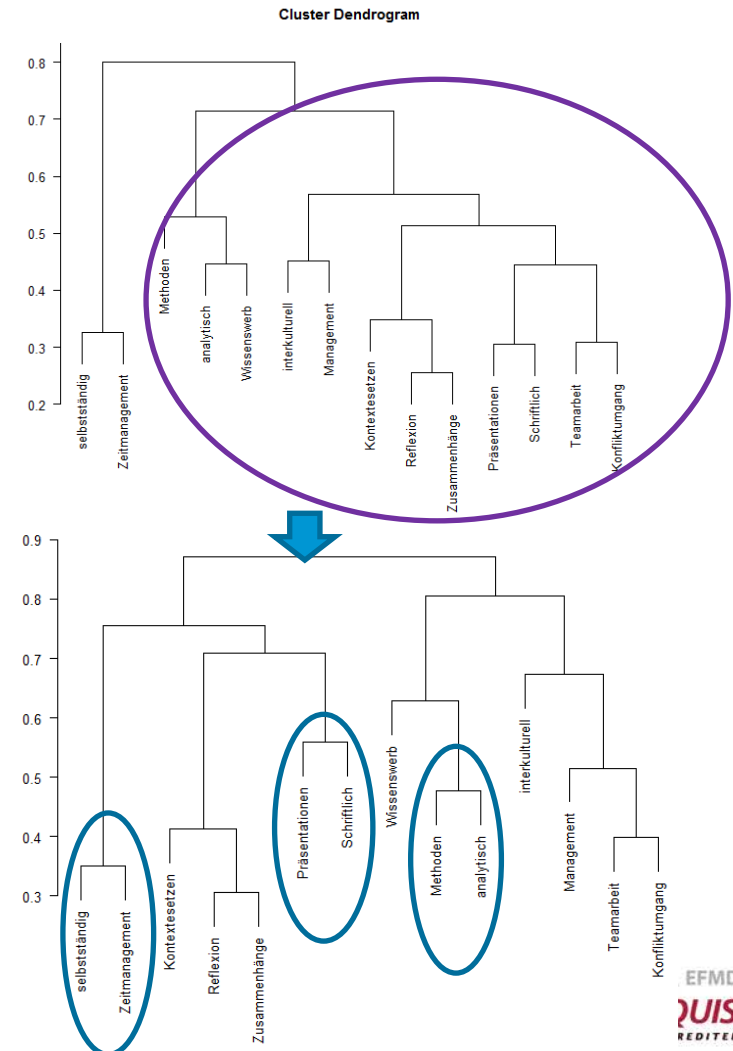 Cluster Dendrogram
0.8
0.7
0.6
0.5
0.4
0.3
0.2
selbstständig
Zeitmanagement
Methoden
analytisch
Wissenswerb
interkulturell
Management
Kontextesetzen
Reflexion
Zusammenhänge
Präsentationen
Schriftlich
Teamarbeit
Konfliktumgang
0.9
0.8
0.7
0.6
0.5
0.4
0.3
selbstständig
Zeitmanagement
Kontextesetzen
Reflexion
Zusammenhänge
Präsentationen
Schriftlich
Wissenswerb
Methoden
analytisch
interkulturell
Management
Teamarbeit
Konfliktumgang
EFMD